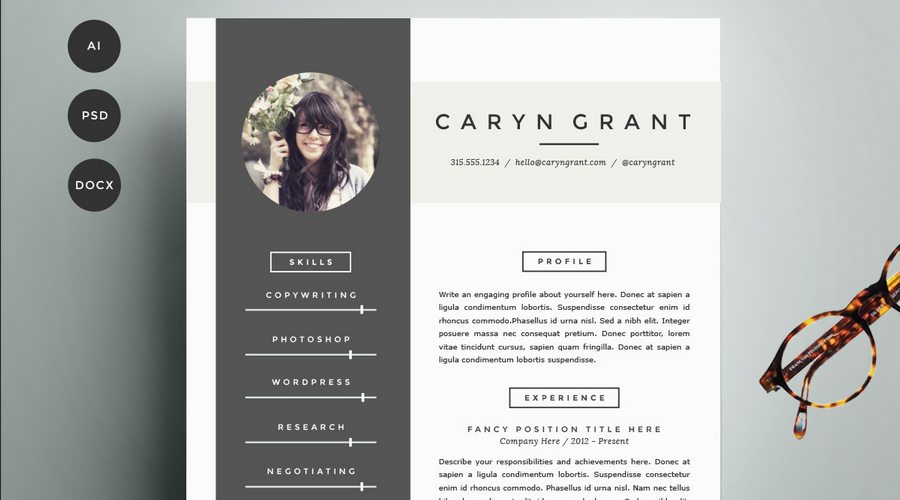 AI
PSD
DOCX
CARYN GRANT
315.555.1234 / hello@caryngrant.com / @caryngrant
SKILLS
COPYWRITING
PHOTOSHOP
WORDPRESS
RESEARCH
NEGOTIATING
PROFILE
Write an engaging profile about yourself here. Donec at sapien a
ligula condimentum lobortis. Suspendisse consectetur enim id
rhoncus commodo.Phasellus id urna nisl. Sed a nibh elit. Integer
posuere massa nec consequat pretium. Donec porttitor, lorem
vitae tincidunt cursus, sapien quam fringilla. Donec at sapien a
ligula condimentum lobortis suspendisse.
EXPERIENCE
FANCY POSITION TITLE HERE
Company Here / 2012 - Present
Describe your responsibilities and achievements here. Donec at
sapien a ligula condimentum lobortis. Suspendisse consectetur
enim id rhoncus commodo. Phasellus id urna nisl. Nam nec tellus